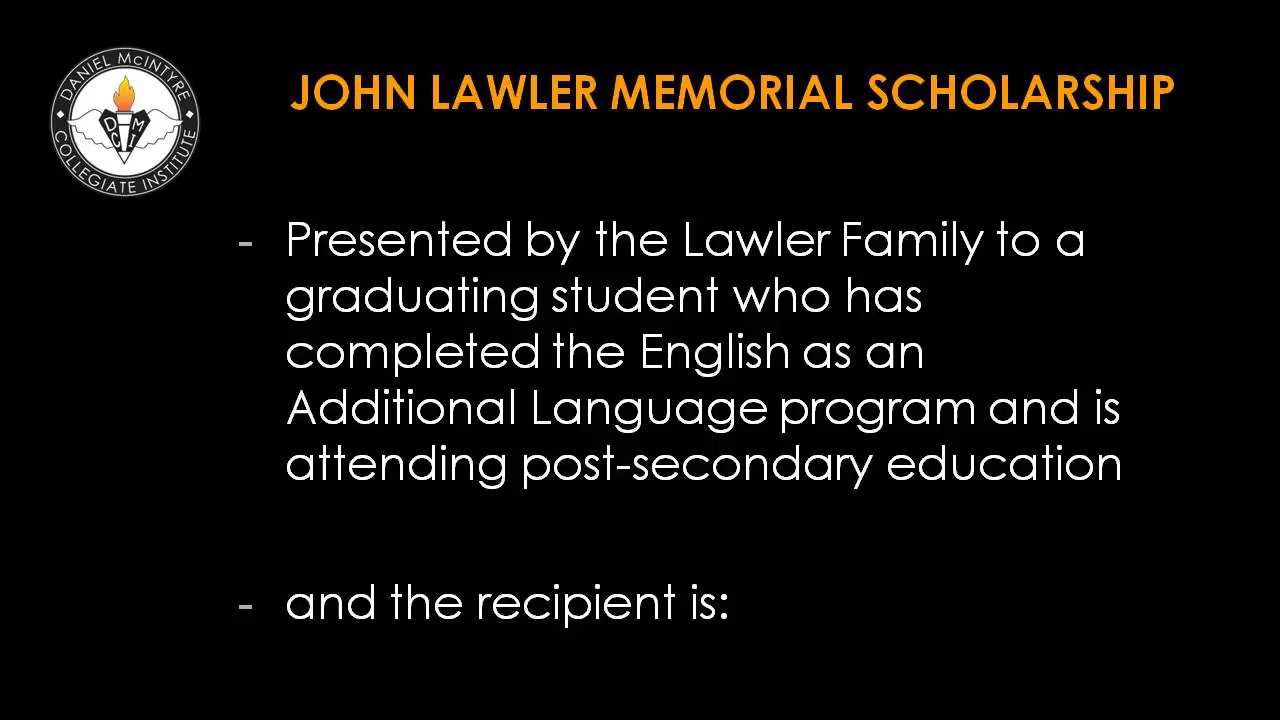 DANIEL McINTYRE
COLLEGIATE INSTITUTE
D M
C I
JOHN LAWLER MEMORIAL SCHOLARSHIP
- Presented by the Lawler Family to a
graduating student who has
completed the English as an
Additional Language program and is
attending post-secondary education
- and the recipient is: